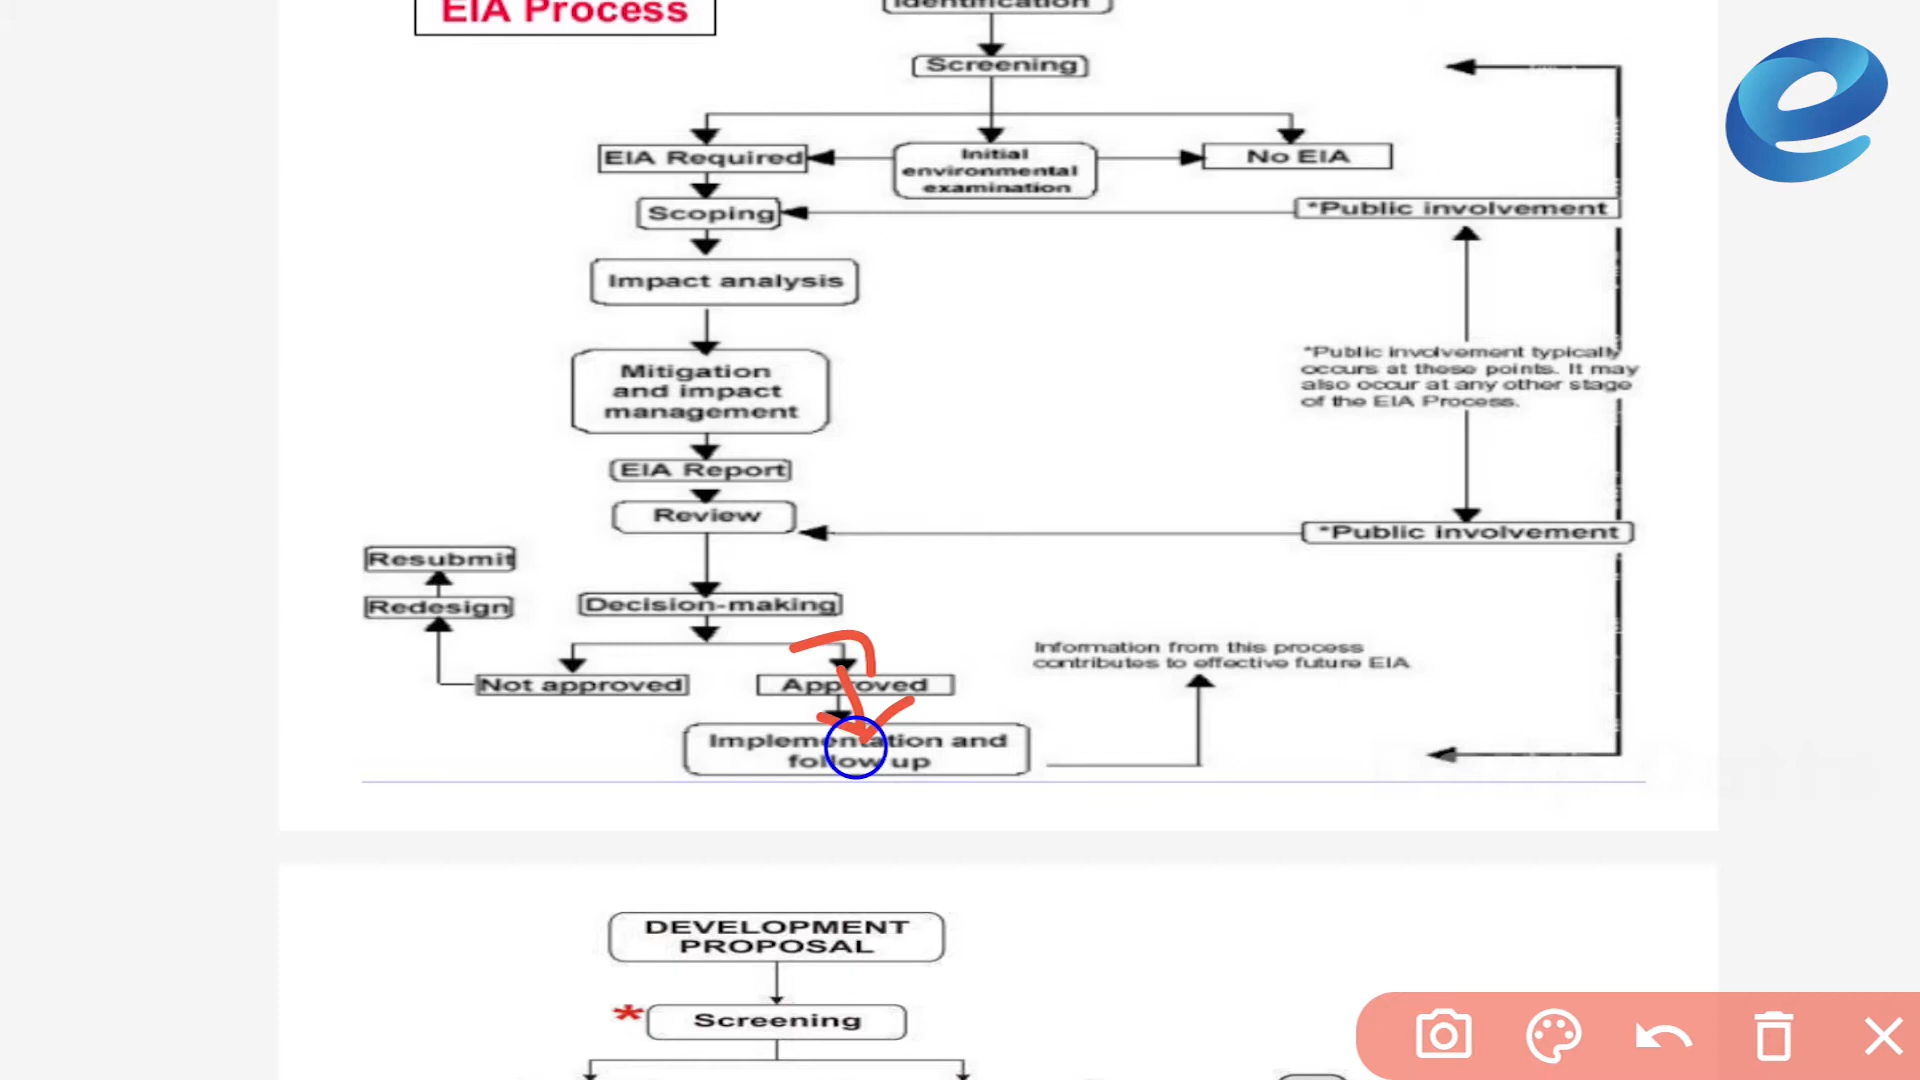 EIA Process
Identification
Screening
EIA Required
Initial
environmental
examination
No EIA
Scoping
*Public involvement
Impact analysis
*Public involvement typically
occurs at these points. It may
also occur at any other stage
of the EIA Process.
Mitigation
and impact
management
EIA Report
Review
*Public involvement
Resubmit
Redesign
Decision-making
Information from this process
contributes to effective future EIA
Not approved
Approved
Implementation and
follow up
DEVELOPMENT
PROPOSAL
* Screening